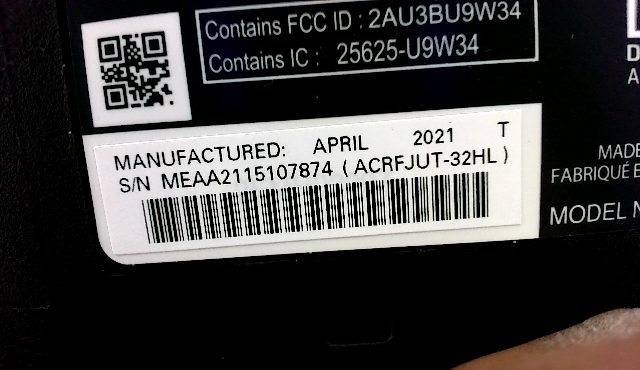 Contains FCC ID : 2AU3BU9W34
Contains IC : 25625-U9W34
MANUFACTURED: APRIL 2021 T
S/N MEAA2115107874 ( ACRFJUT-32HL )
MADE
FABRIQUÉ E
MODEL N